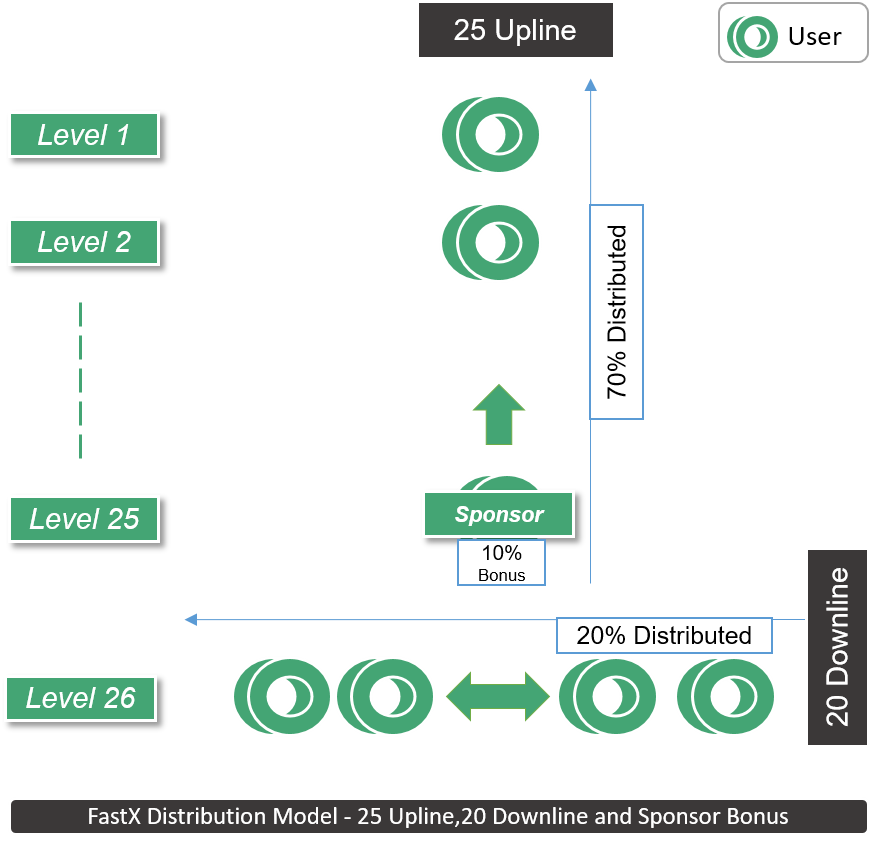 25 Upline
User
Level 1
Level 2
70% Distributed
Level 25
Sponsor
10%
Bonus
20% Distributed
20 Downline
Level 26
FastX Distribution Model - 25 Upline,20 Downline and Sponsor Bonus